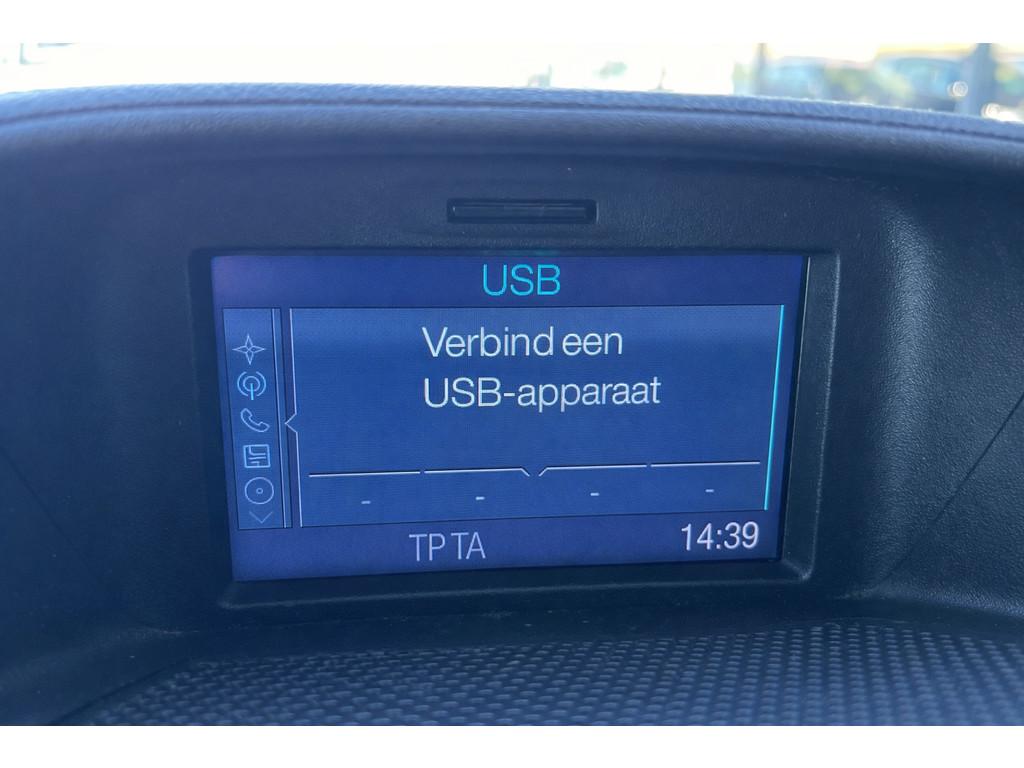 USB
Verbind een
USB-apparaat
- - - -
TP TA 14:39